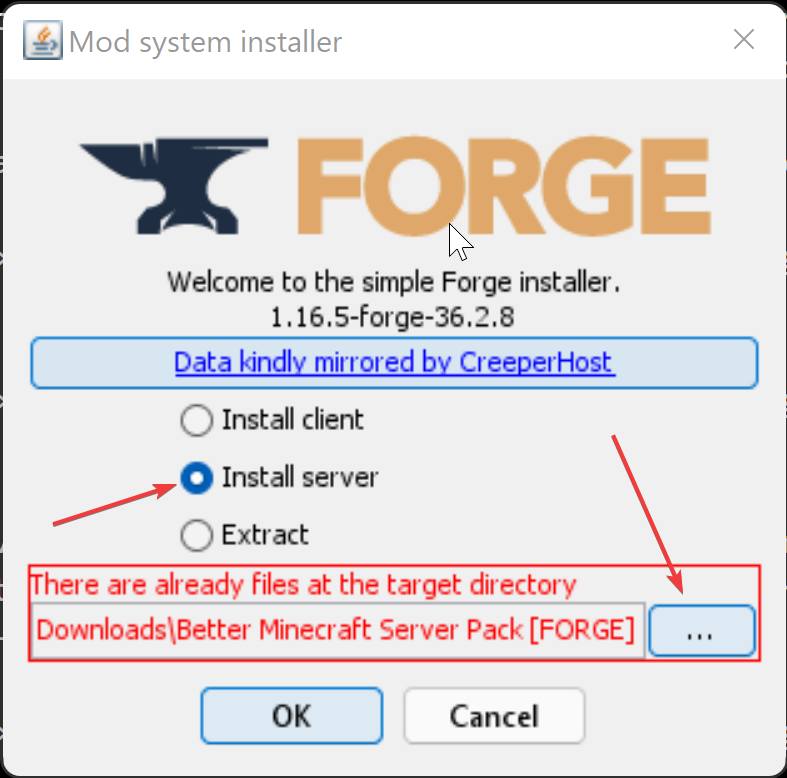 Mod system installer
FORGE
Welcome to the simple Forge installer.
1.16.5-forge-36.2.8
Data kindly mirrored by CreeperHost
Install client
Install server
Extract
There are already files at the target directory
Downloads\Better Minecraft Server Pack [FORGE]
...
OK
Cancel